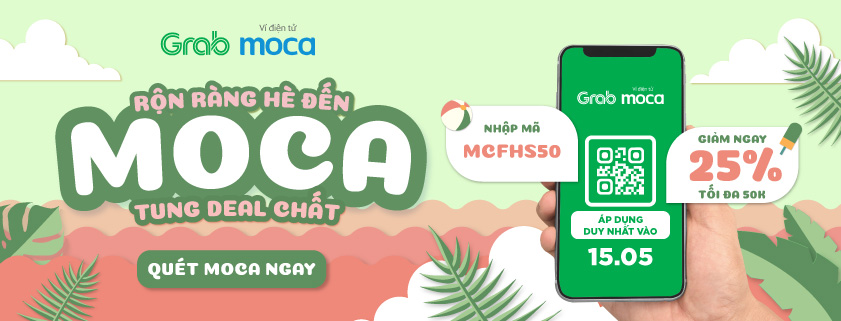 Ví điện tử
Grab moca
RỘN RÀNG HÈ ĐẾN
MOCA
TUNG DEAL CHẤT
QUÉT MOCA NGAY
NHẬP MÃ
MCFHS50
Ví điện tử
Grab moca
ÁP DỤNG
DUY NHẤT VÀO
15.05
GIẢM NGAY
25%
TỐI ĐA 50K